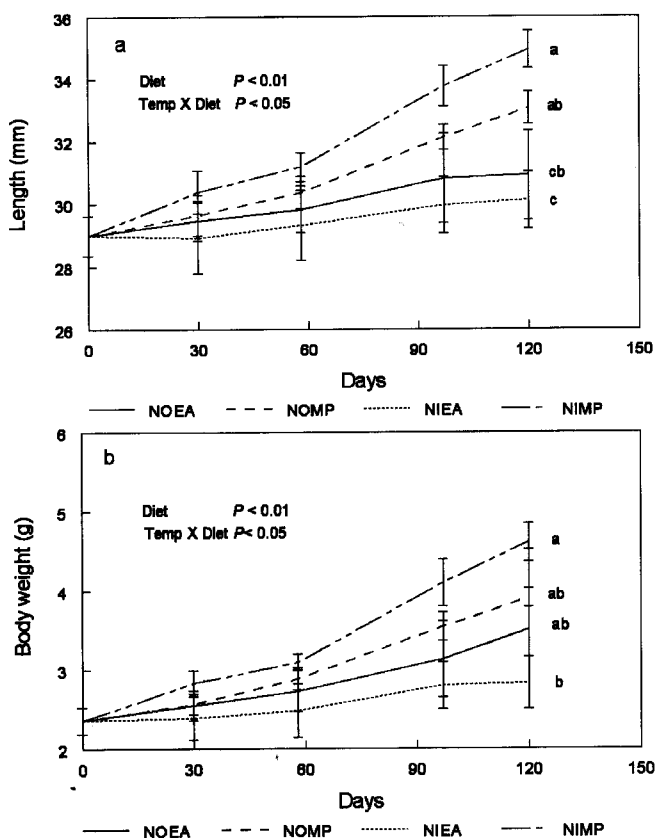 36
a
Diet P < 0.01
Temp X Diet P < 0.05
34
32
30
28
26
Length (mm)
a
ab
cb
c
0 30 60 90 120 150
Days
NOEA NOMP NIEA NIMP
6
b
Diet P < 0.01
Temp X Diet P < 0.05
5
4
3
2
Body weight (g)
a
ab
ab
b
0 30 60 90 120 150
Days
NOEA NOMP NIEA NIMP